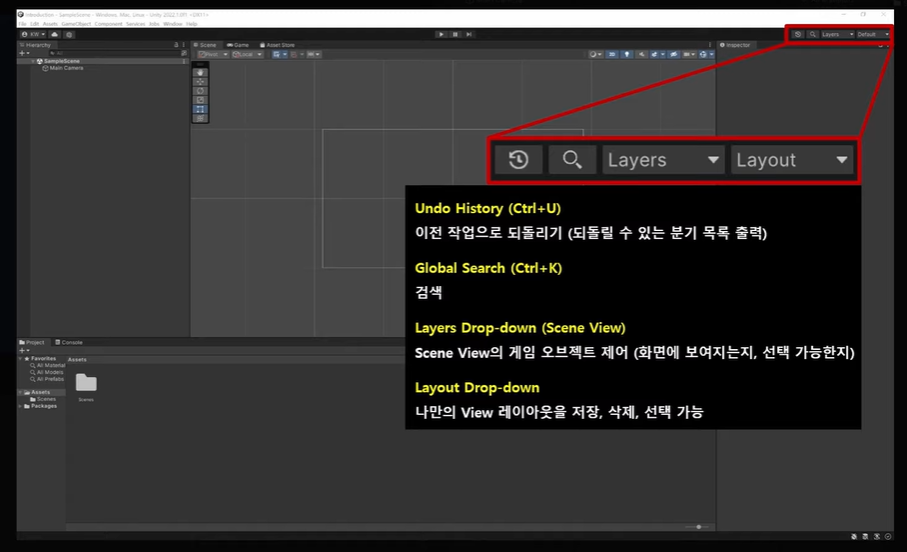 Introduction - SampleScene - Windows, Mac, Linux - Unity 2022.1.0f1 <DX11>
File Edit Assets GameObject Component Services Jobs Window Help
KW
Layers
Default
Hierarchy
Scene
Game
Asset Store
Inspector
All
Pivot
Local
2D
SampleScene
Main Camera
Layers
Layout
Undo History (Ctrl+U)
이전 작업으로 되돌리기 (되돌릴 수 있는 분기 목록 출력)
Global Search (Ctrl+K)
검색
Layers Drop-down (Scene View)
Scene View의 게임 오브젝트 제어 (화면에 보여지는지, 선택 가능한지)
Layout Drop-down
나만의 View 레이아웃을 저장, 삭제, 선택 가능
Project
Console
Favorites
All Material
All Models
All Prefabs
Assets
Scenes
Packages
Assets
Scenes